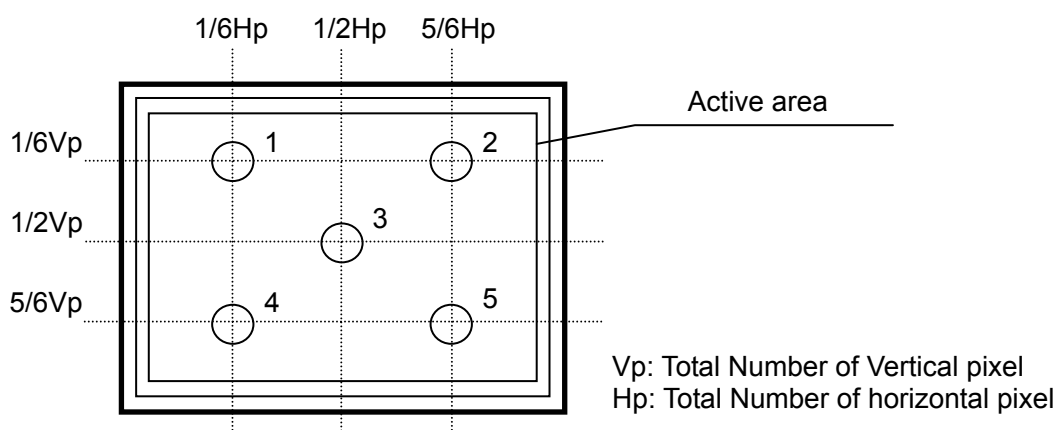 1/6Hp 1/2Hp 5/6Hp
Active area
1/6Vp 1 2
1/2Vp 3
5/6Vp 4 5
Vp: Total Number of Vertical pixel
Hp: Total Number of horizontal pixel